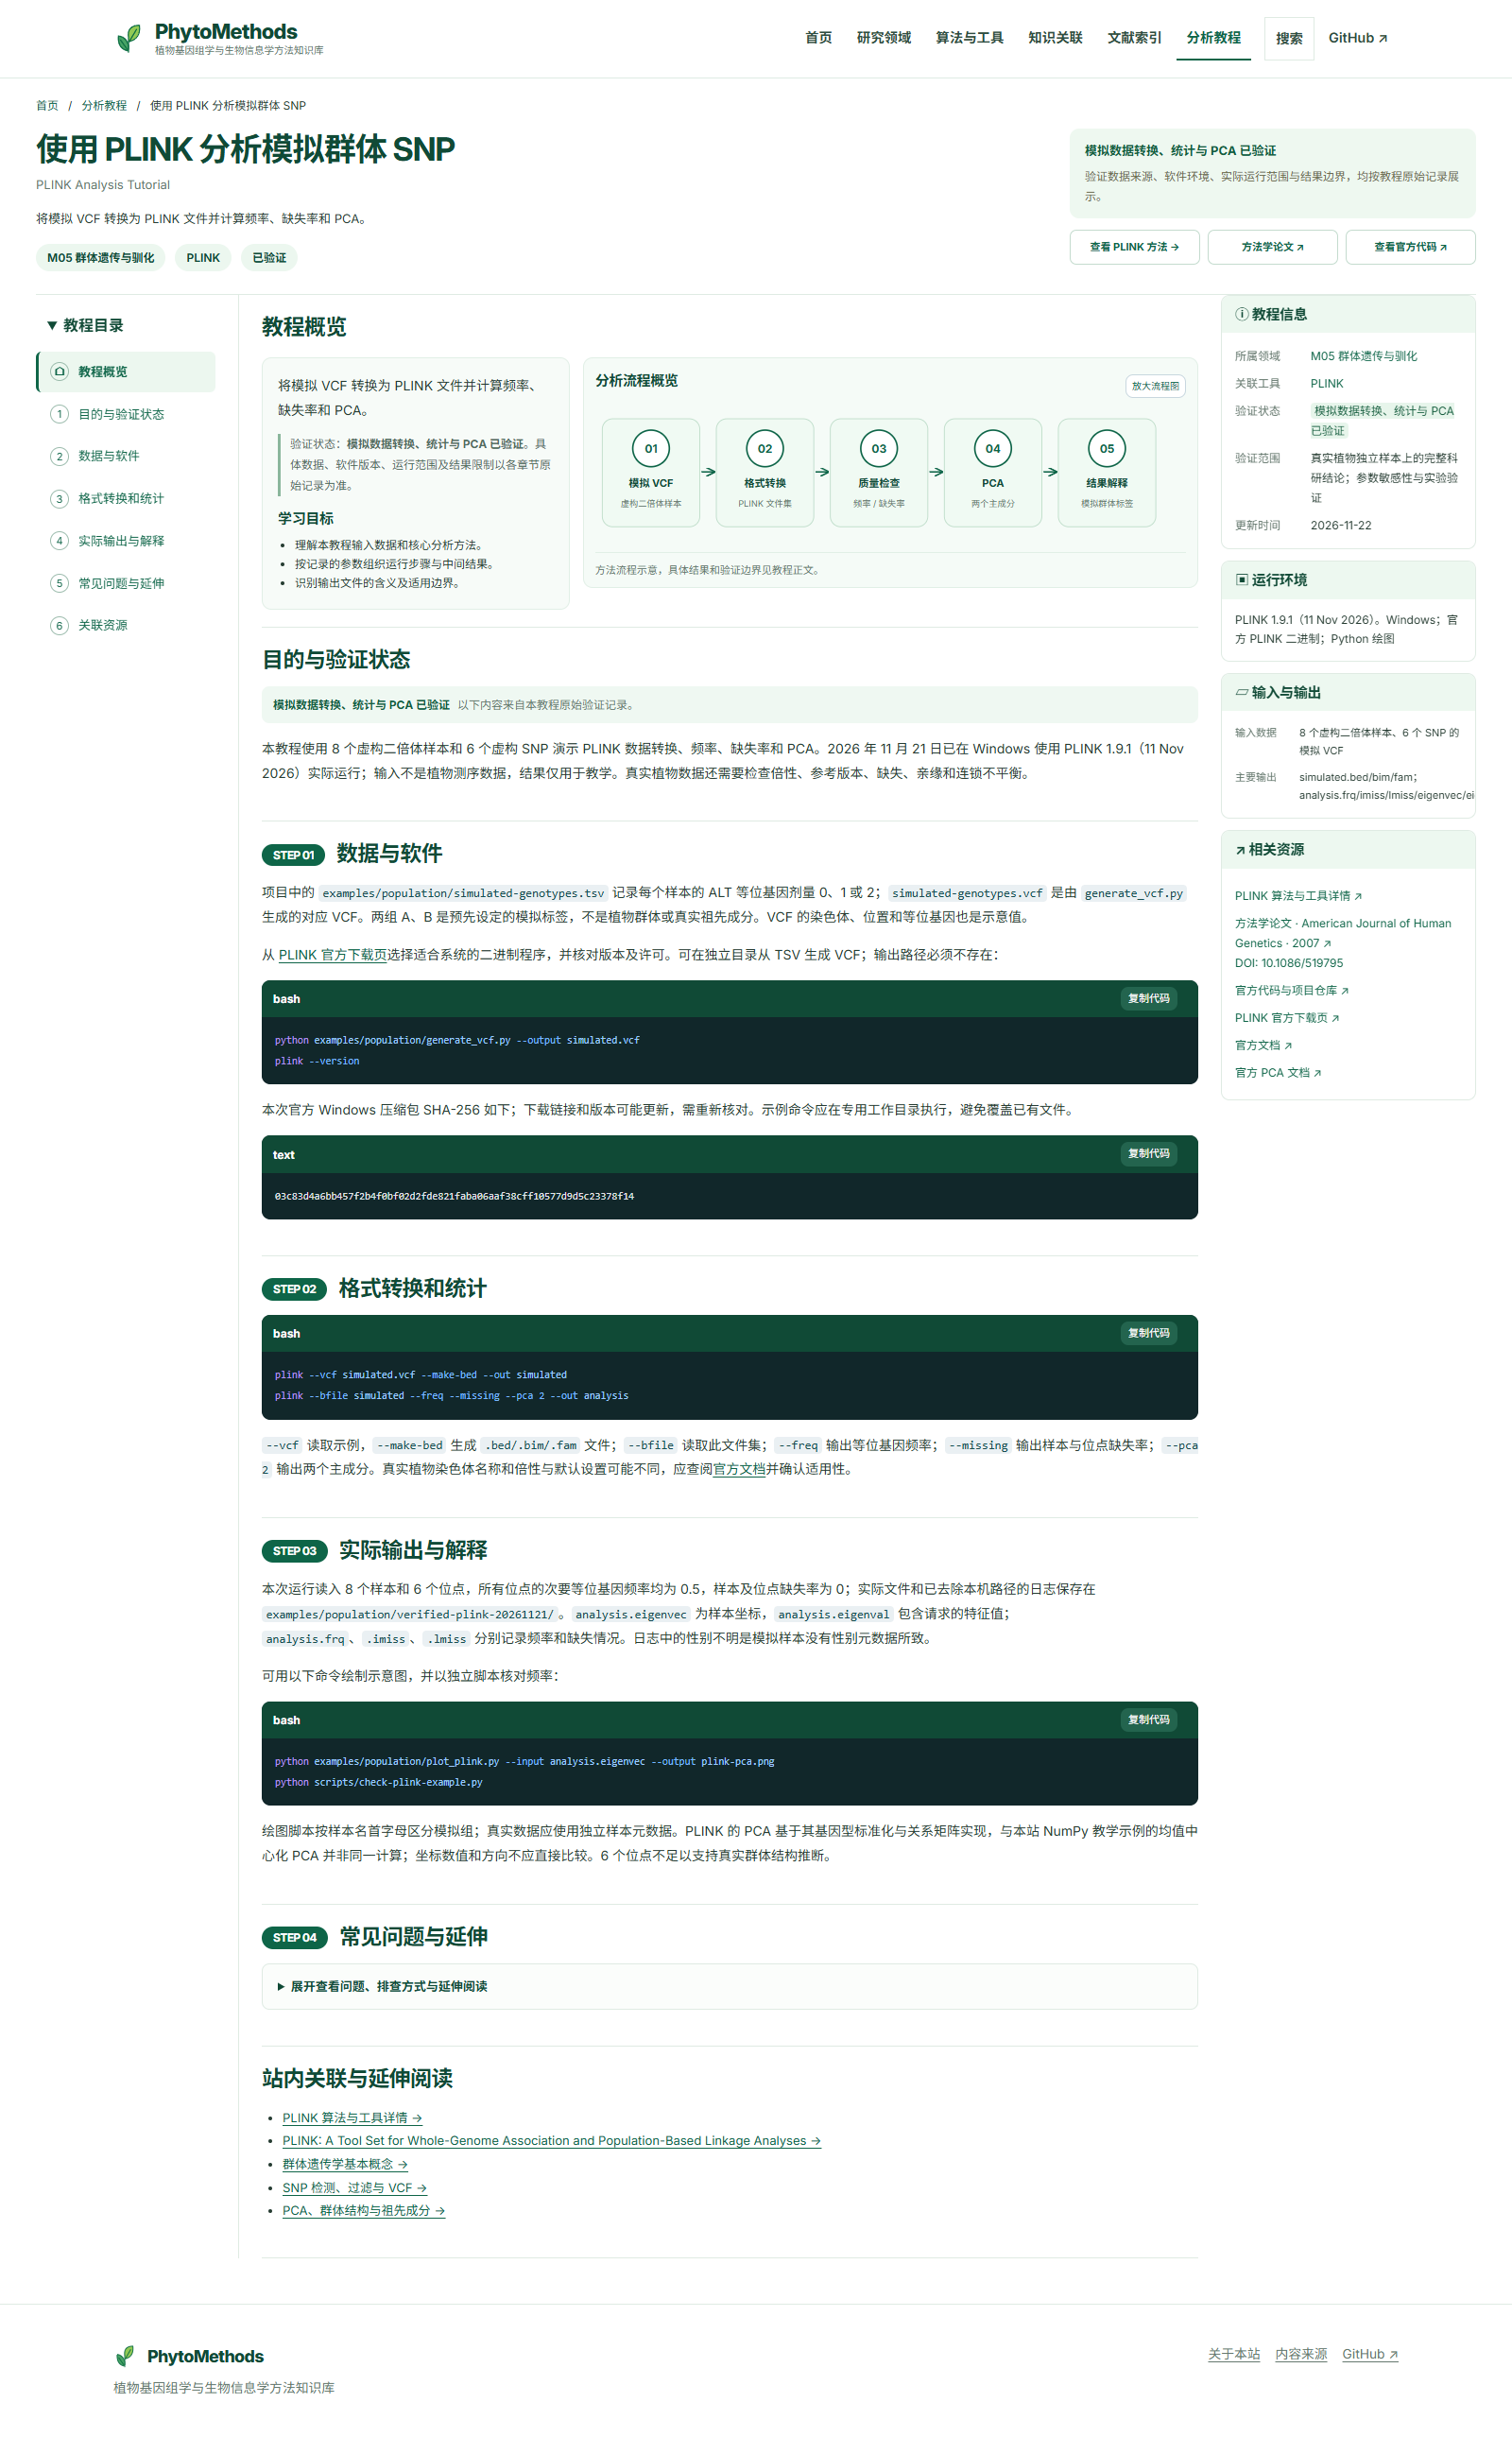 PhytoMethods
植物基因组学与生物信息学方法知识库
首页
研究领域
算法与工具
知识关联
文献索引
分析教程
搜索
GitHub ↗
首页 / 分析教程 / 使用 PLINK 分析模拟群体 SNP
使用 PLINK 分析模拟群体 SNP
PLINK Analysis Tutorial
将模拟 VCF 转换为 PLINK 文件并计算频率、缺失率和 PCA。
M05 群体遗传与驯化
PLINK
已验证
模拟数据转换、统计与 PCA 已验证
验证数据来源、软件环境、实际运行范围与结果边界，均按教程原始记录展
示。
查看 PLINK 方法 →
方法学论文 ↗
查看官方代码 ↗
▼ 教程目录
教程概览
1 目的与验证状态
2 数据与软件
3 格式转换和统计
4 实际输出与解释
5 常见问题与延伸
6 关联资源
教程概览
将模拟 VCF 转换为 PLINK 文件并计算频率、
缺失率和 PCA。
验证状态：模拟数据转换、统计与 PCA 已验证。具
体数据、软件版本、运行范围及结果限制以各章节原
始记录为准。
学习目标
• 理解本教程输入数据和核心分析方法。
• 按记录的参数组织运行步骤与中间结果。
• 识别输出文件的含义及适用边界。
分析流程概览
放大流程图
01
模拟 VCF
虚构二倍体样本
→
02
格式转换
PLINK 文件集
→
03
质量检查
频率 / 缺失率
→
04
PCA
两个主成分
→
05
结果解释
模拟群体标签
方法流程示意，具体结果和验证边界见教程正文。
目的与验证状态
模拟数据转换、统计与 PCA 已验证 以下内容来自本教程原始验证记录。
本教程使用 8 个虚构二倍体样本和 6 个虚构 SNP 演示 PLINK 数据转换、频率、缺失率和 PCA。2026 年 11 月 21 日已在 Windows 使用 PLINK 1.9.1（11 Nov
2026）实际运行；输入不是植物测序数据，结果仅用于教学。真实植物数据还需要检查倍性、参考版本、缺失、亲缘和连锁不平衡。
STEP 01 数据与软件
项目中的 examples/population/simulated-genotypes.tsv 记录每个样本的 ALT 等位基因剂量 0、1 或 2；simulated-genotypes.vcf 是由 generate_vcf.py
生成的对应 VCF。两组 A、B 是预先设定的模拟标签，不是植物群体或真实祖先成分。VCF 的染色体、位置和等位基因也是示意值。
从 PLINK 官方下载页选择适合系统的二进制程序，并核对版本及许可。可在独立目录从 TSV 生成 VCF；输出路径必须不存在：
bash
复制代码
python examples/population/generate_vcf.py --output simulated.vcf
plink --version
本次官方 Windows 压缩包 SHA-256 如下；下载链接和版本可能更新，需重新核对。示例命令应在专用工作目录执行，避免覆盖已有文件。
text
复制代码
03c83d4a6bb457f2b4f0bf02d2fde821faba06aaf38cff10577d9d5c23378f14
STEP 02 格式转换和统计
bash
复制代码
plink --vcf simulated.vcf --make-bed --out simulated
plink --bfile simulated --freq --missing --pca 2 --out analysis
--vcf 读取示例，--make-bed 生成 .bed/.bim/.fam 文件；--bfile 读取此文件集；--freq 输出等位基因频率；--missing 输出样本与位点缺失率；--pca
2 输出两个主成分。真实植物染色体名称和倍性与默认设置可能不同，应查阅官方文档并确认适用性。
STEP 03 实际输出与解释
本次运行读入 8 个样本和 6 个位点，所有位点的次要等位基因频率均为 0.5，样本及位点缺失率为 0；实际文件和已去除本机路径的日志保存在
examples/population/verified-plink-20261121/。analysis.eigenvec 为样本坐标，analysis.eigenval 包含请求的特征值；
analysis.frq、.imiss、.lmiss 分别记录频率和缺失情况。日志中的性别不明是模拟样本没有性别元数据所致。
可用以下命令绘制示意图，并以独立脚本核对频率：
bash
复制代码
python examples/population/plot_plink.py --input analysis.eigenvec --output plink-pca.png
python scripts/check-plink-example.py
绘图脚本按样本名首字母区分模拟组；真实数据应使用独立样本元数据。PLINK 的 PCA 基于其基因型标准化与关系矩阵实现，与本站 NumPy 教学示例的均值中
心化 PCA 并非同一计算；坐标数值和方向不应直接比较。6 个位点不足以支持真实群体结构推断。
STEP 04 常见问题与延伸
▶ 展开查看问题、排查方式与延伸阅读
站内关联与延伸阅读
• PLINK 算法与工具详情 →
• PLINK: A Tool Set for Whole-Genome Association and Population-Based Linkage Analyses →
• 群体遗传学基本概念 →
• SNP 检测、过滤与 VCF →
• PCA、群体结构与祖先成分 →
教程信息
所属领域 M05 群体遗传与驯化
关联工具 PLINK
验证状态 模拟数据转换、统计与 PCA
已验证
验证范围 真实植物独立样本上的完整科
研结论；参数敏感性与实验验
证
更新时间 2026-11-22
运行环境
PLINK 1.9.1（11 Nov 2026）。Windows；官
方 PLINK 二进制；Python 绘图
输入与输出
输入数据 8 个虚构二倍体样本、6 个 SNP 的
模拟 VCF
主要输出 simulated.bed/bim/fam；
analysis.frq/imiss/lmiss/eigenvec/ei
↗ 相关资源
PLINK 算法与工具详情 ↗
方法学论文 · American Journal of Human
Genetics · 2007 ↗
DOI: 10.1086/519795
官方代码与项目仓库 ↗
PLINK 官方下载页 ↗
官方文档 ↗
官方 PCA 文档 ↗
PhytoMethods
植物基因组学与生物信息学方法知识库
关于本站
内容来源
GitHub ↗